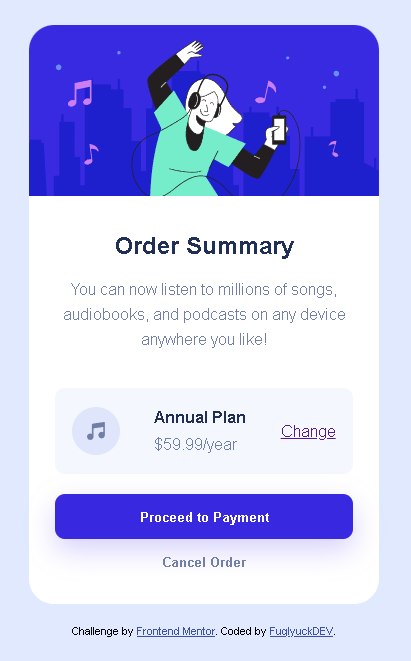 Order Summary
You can now listen to millions of songs,
audiobooks, and podcasts on any device
anywhere you like!
Annual Plan
$59.99/year
Change
Proceed to Payment
Cancel Order
Challenge by Frontend Mentor. Coded by FuglyuckDEV.